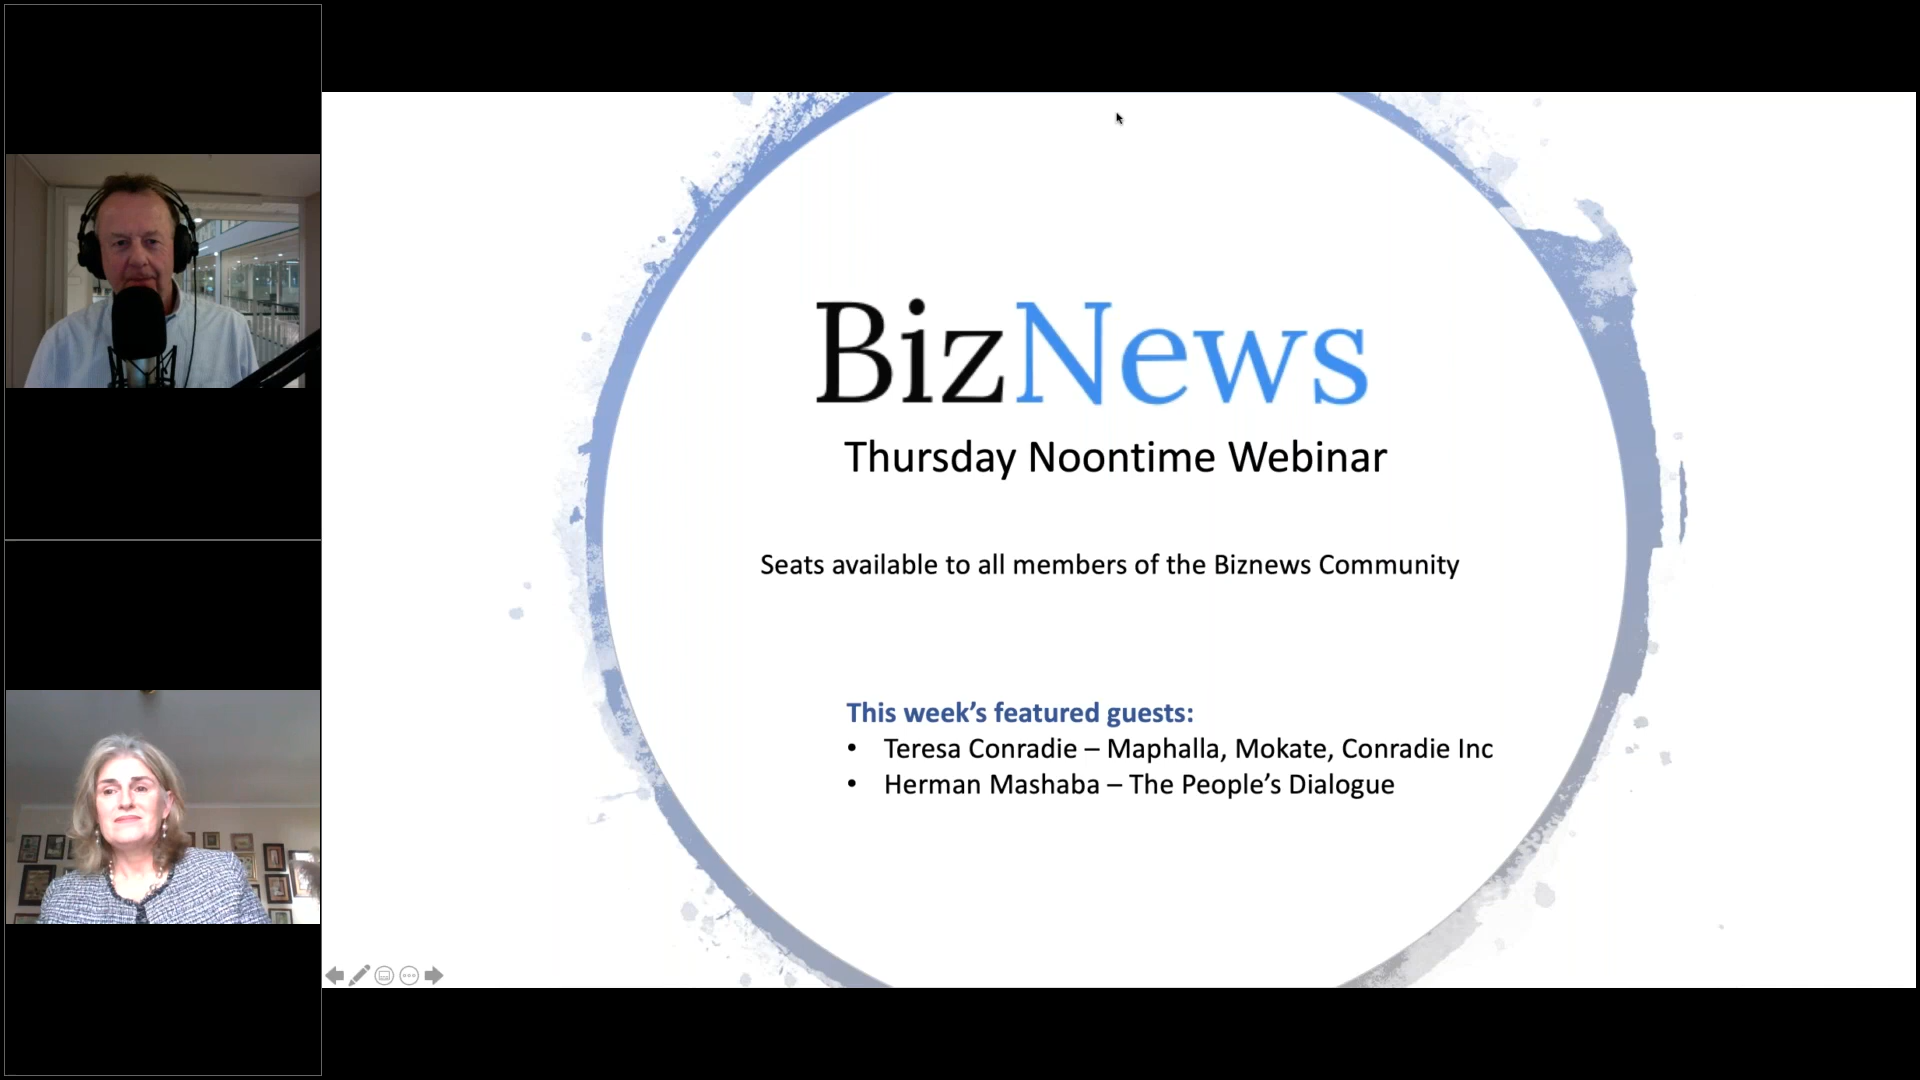 BizNews
Thursday Noontime Webinar
Seats available to all members of the Biznews Community
This week’s featured guests:
• Teresa Conradie – Maphalla, Mokate, Conradie Inc
• Herman Mashaba – The People’s Dialogue